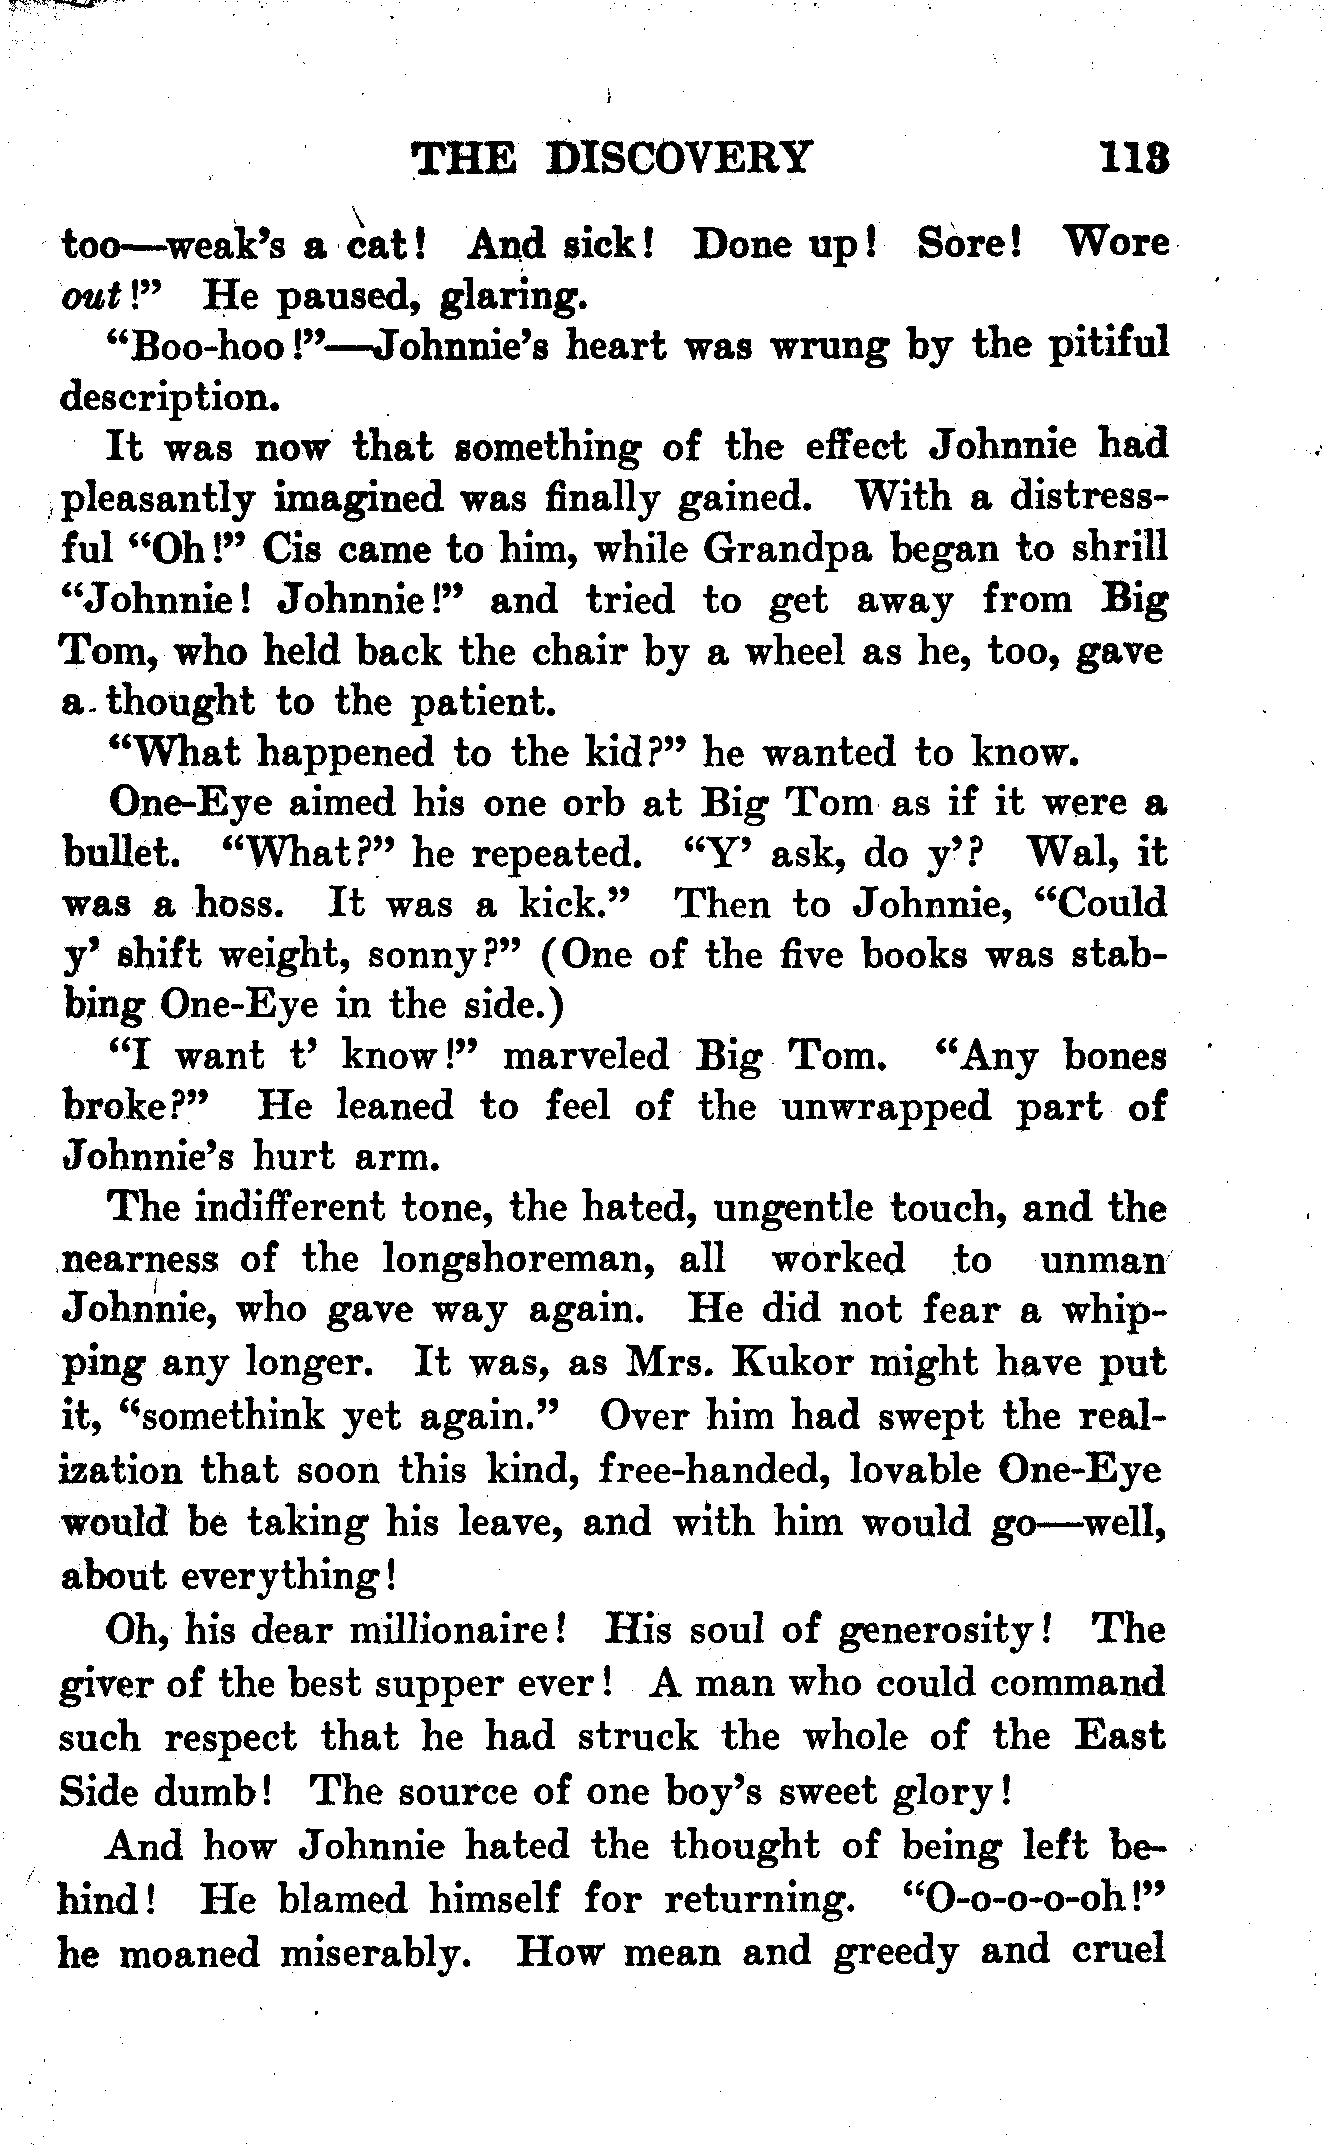 THE DISCOVERY 113
too—weak's a cat! And sick! Done up! Sore! Wore
out!" He paused, glaring.
"Boo-hoo!"—Johnnie's heart was wrung by the pitiful
description.
It was now that something of the effect Johnnie had
pleasantly imagined was finally gained. With a distress-
ful "Oh!" Cis came to him, while Grandpa began to shrill
"Johnnie! Johnnie!" and tried to get away from Big
Tom, who held back the chair by a wheel as he, too, gave
a thought to the patient.
"What happened to the kid?" he wanted to know.
One-Eye aimed his one orb at Big Tom as if it were a
bullet. "What?" he repeated. "Y' ask, do y'? Wal, it
was a hoss. It was a kick." Then to Johnnie, "Could
y' shift weight, sonny?" (One of the five books was stab-
bing One-Eye in the side.)
"I want t' know!" marveled Big Tom. "Any bones
broke?" He leaned to feel of the unwrapped part of
Johnnie's hurt arm.
The indifferent tone, the hated, ungentle touch, and the
nearness of the longshoreman, all worked to unman
Johnnie, who gave way again. He did not fear a whip-
ping any longer. It was, as Mrs. Kukor might have put
it, "somethink yet again." Over him had swept the real-
ization that soon this kind, free-handed, lovable One-Eye
would be taking his leave, and with him would go—well,
about everything!
Oh, his dear millionaire! His soul of generosity! The
giver of the best supper ever! A man who could command
such respect that he had struck the whole of the East
Side dumb! The source of one boy's sweet glory!
And how Johnnie hated the thought of being left be-
hind! He blamed himself for returning. "O-o-o-o-oh!"
he moaned miserably. How mean and greedy and cruel